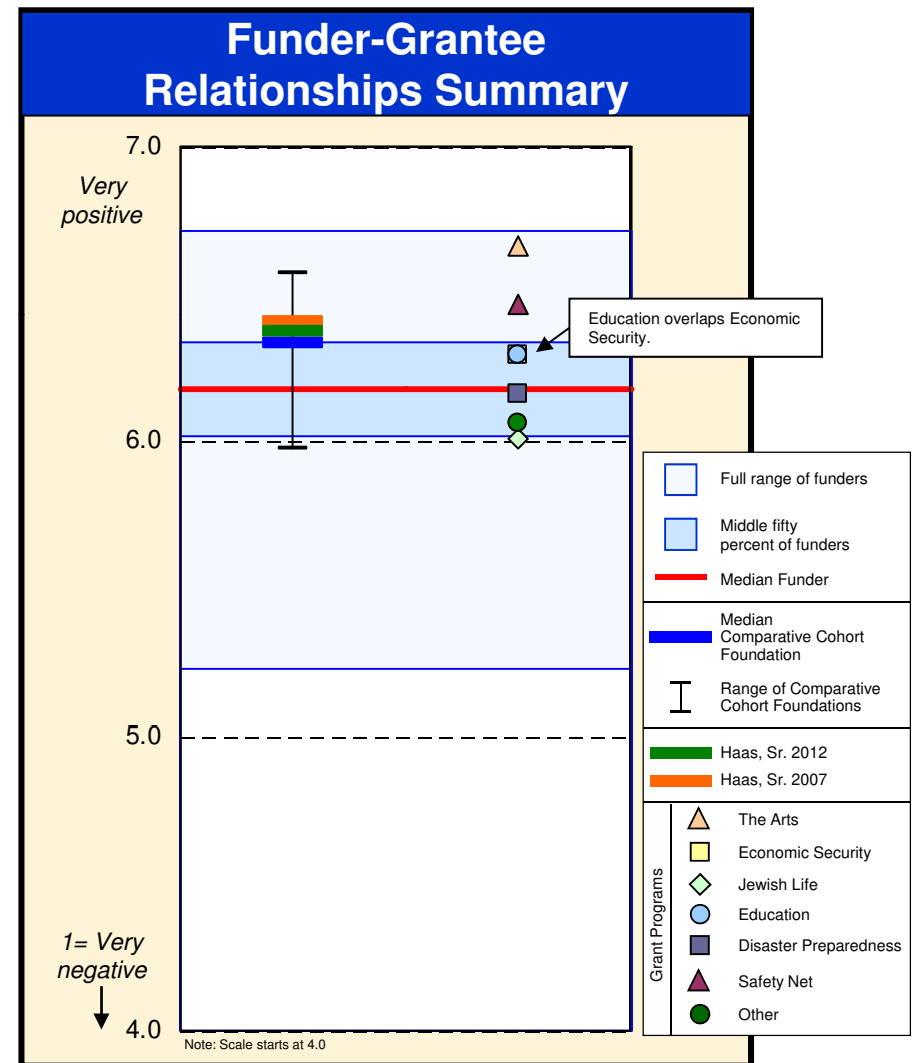 Funder-Grantee
Relationships Summary
7.0
Very
positive
Education overlaps Economic
Security.
6.0
5.0
1= Very
negative
4.0
Note: Scale starts at 4.0
Full range of funders
Middle fifty
percent of funders
Median Funder
Median
Comparative Cohort
Foundation
Range of Comparative
Cohort Foundations
Haas, Sr. 2012
Haas, Sr. 2007
Grant Programs
The Arts
Economic Security
Jewish Life
Education
Disaster Preparedness
Safety Net
Other